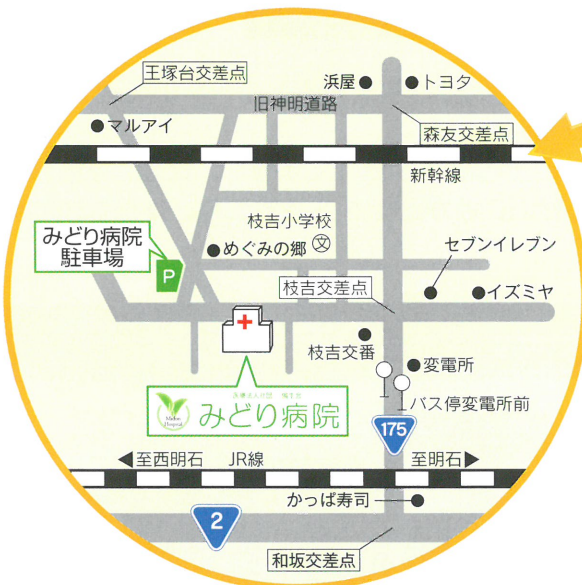 王塚台交差点
浜屋
トヨタ
旧神明道路
マルアイ
森友交差点
新幹線
枝吉小学校
文
みどり病院
駐車場
P
めぐみの郷
セブンイレブン
枝吉交差点
イズミヤ
枝吉交番
変電所
Midori
Hospital
みどり病院
バス停変電所前
175
至西明石
JR線
至明石
かっぱ寿司
2
和坂交差点